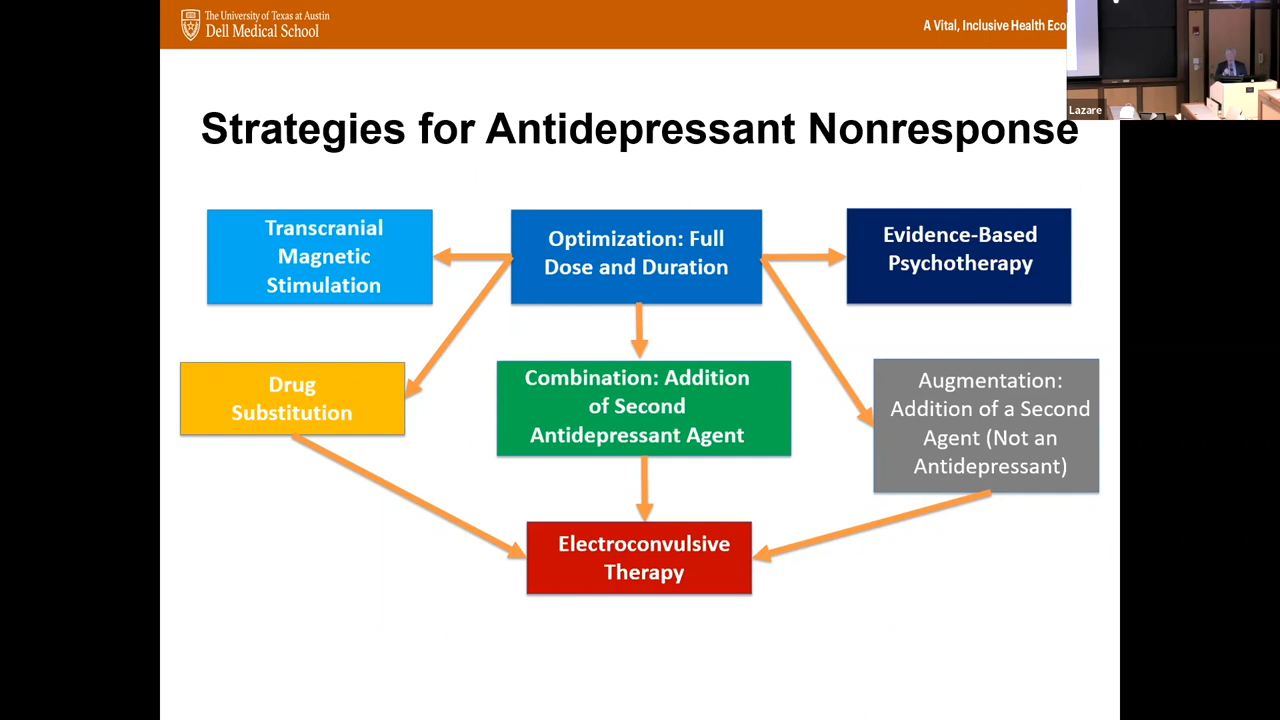 The University of Texas at Austin
Dell Medical School
A Vital, Inclusive Health Eco
Lazare
Strategies for Antidepressant Nonresponse
Transcranial
Magnetic
Stimulation
Optimization: Full
Dose and Duration
Evidence-Based
Psychotherapy
Drug
Substitution
Combination: Addition
of Second
Antidepressant Agent
Augmentation:
Addition of a Second
Agent (Not an
Antidepressant)
Electroconvulsive
Therapy